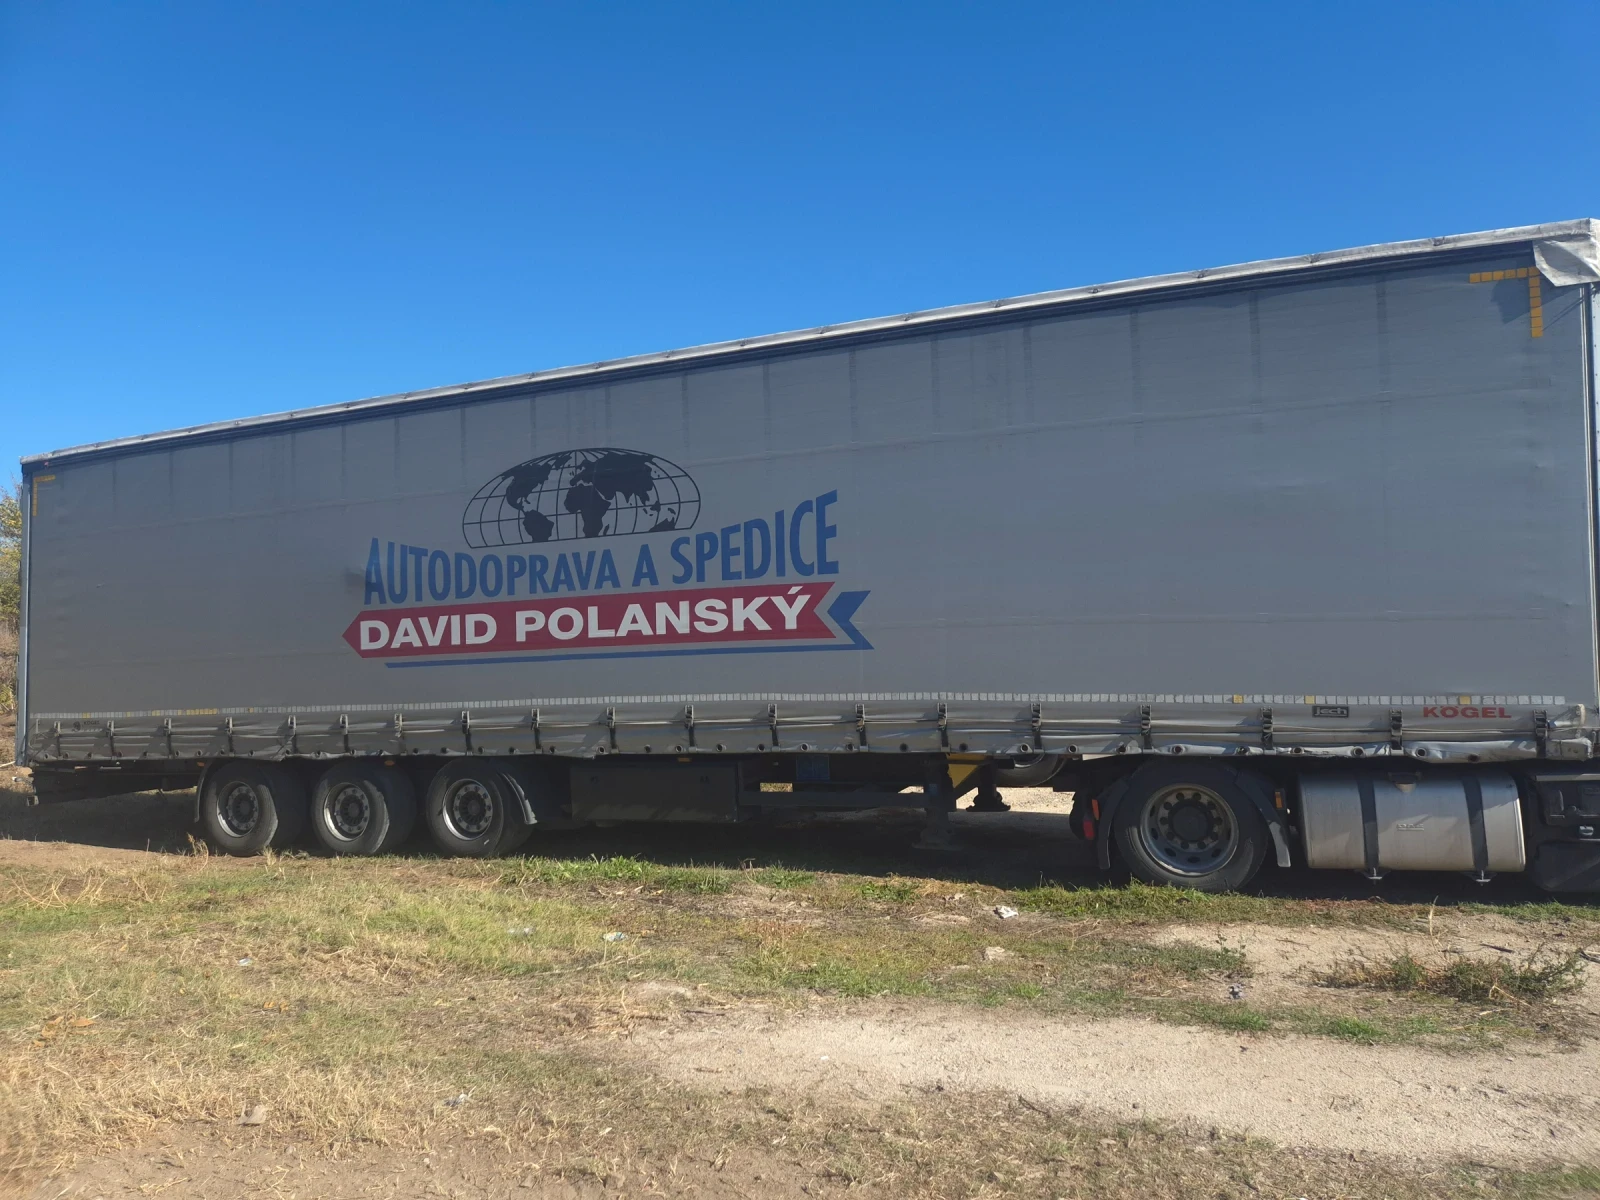 AUTODOPRAVA A SPEDICE
DAVID POLANSKÝ
KÖGEL